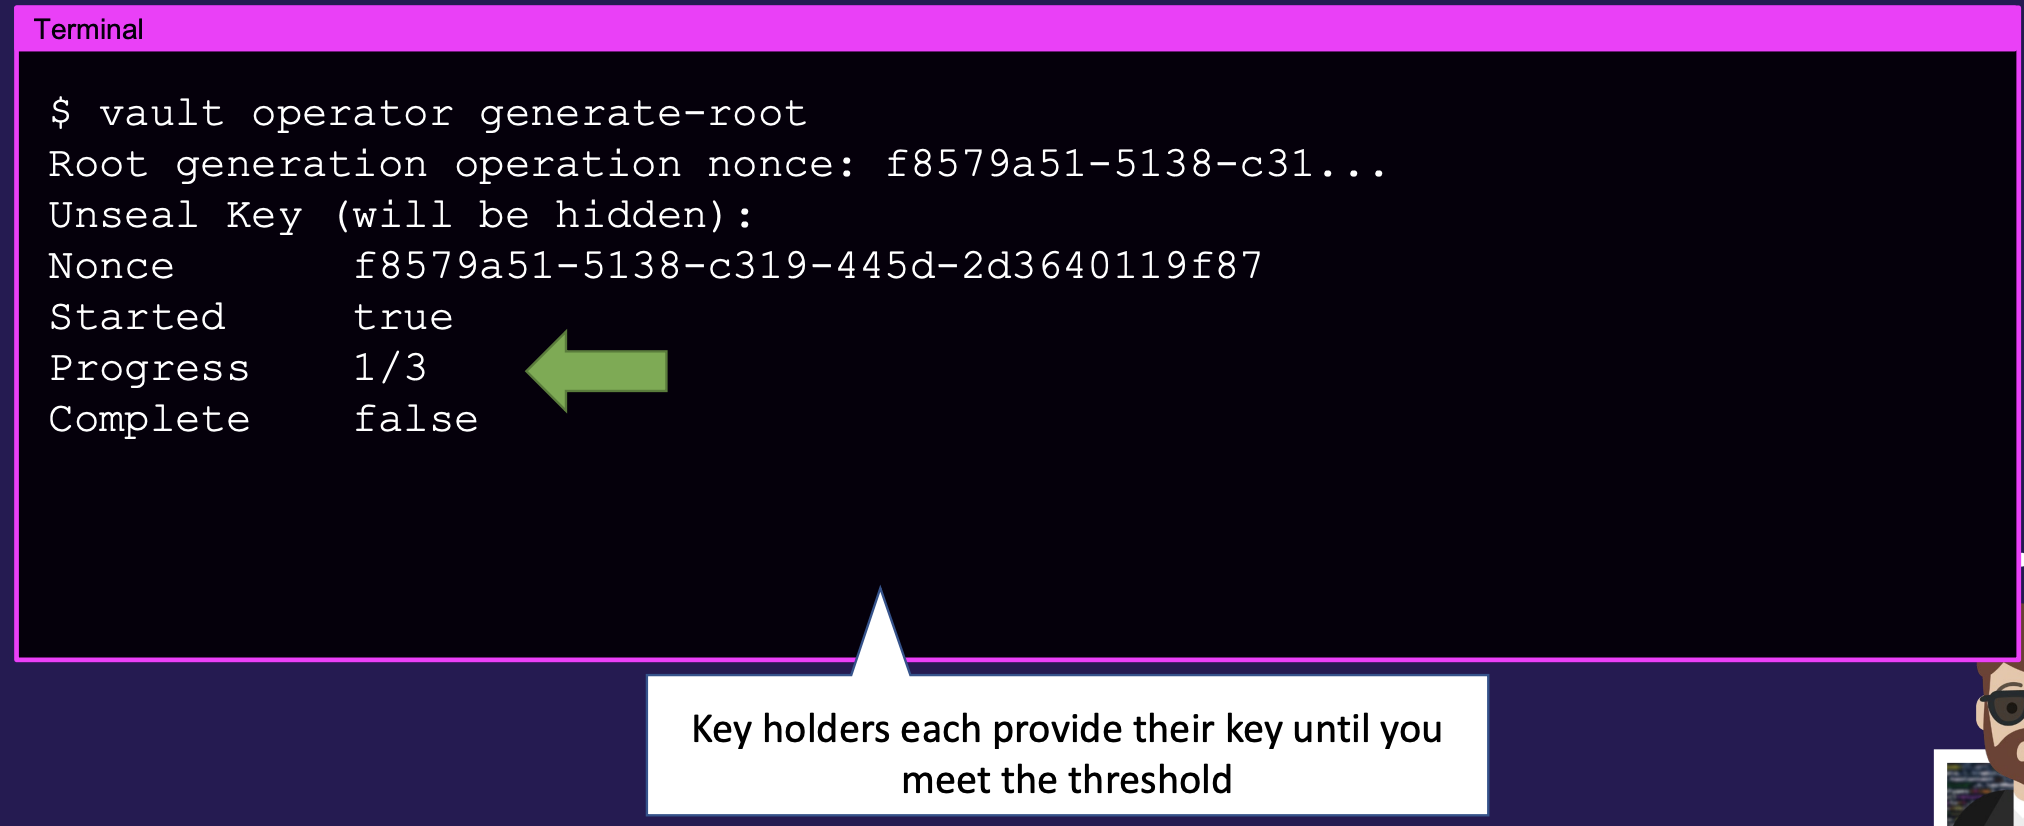 Terminal
$ vault operator generate-root
Root generation operation nonce: f8579a51-5138-c31...
Unseal Key (will be hidden):
Nonce f8579a51-5138-c319-445d-2d3640119f87
Started true
Progress 1/3
Complete false
Key holders each provide their key until you
meet the threshold